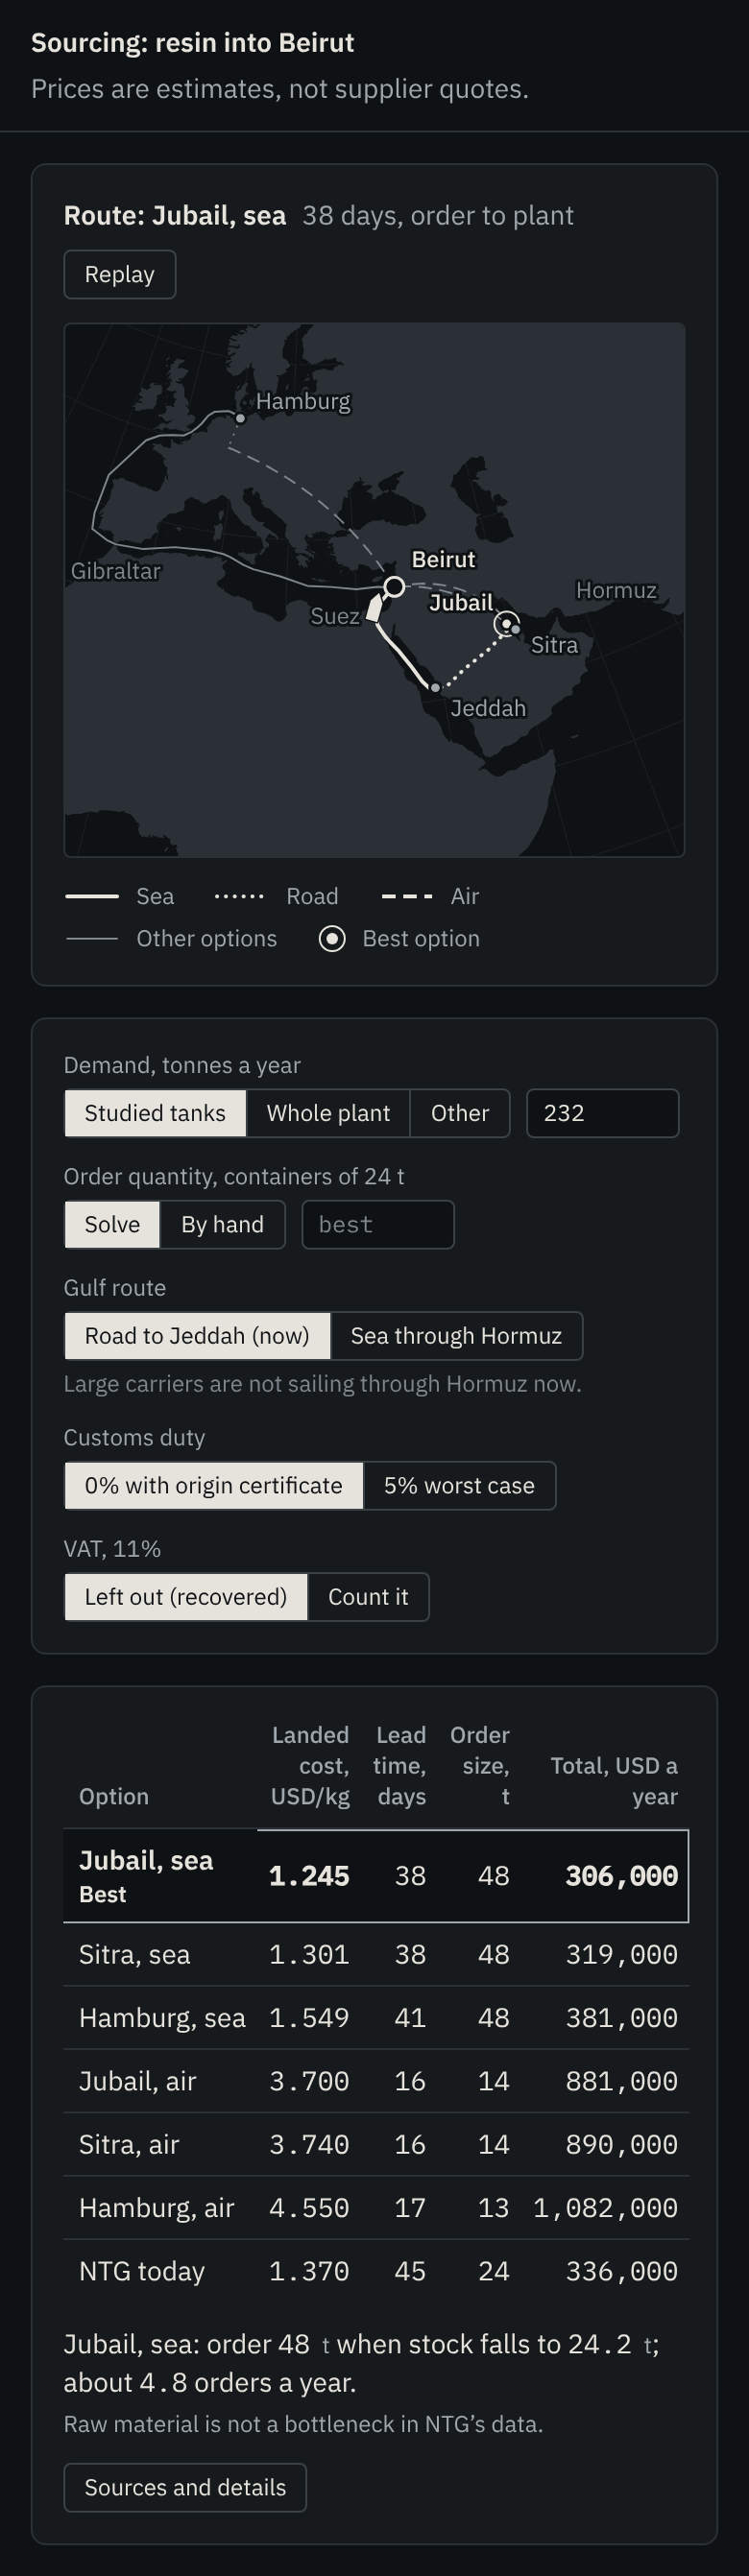 Sourcing: resin into Beirut
Prices are estimates, not supplier quotes.
Route: Jubail, sea 38 days, order to plant
Replay
Hamburg
Beirut
Gibraltar
Hormuz
Jubail
Suez
Sitra
Jeddah
Sea Road Air
Other options Best option
Demand, tonnes a year
Studied tanks Whole plant Other 232
Order quantity, containers of 24 t
Solve By hand best
Gulf route
Road to Jeddah (now) Sea through Hormuz
Large carriers are not sailing through Hormuz now.
Customs duty
0% with origin certificate 5% worst case
VAT, 11%
Left out (recovered) Count it
Landed Lead Order
cost, time, size, Total, USD a
Option USD/kg days t year
Jubail, sea 1.245 38 48 306,000
Best
Sitra, sea 1.301 38 48 319,000
Hamburg, sea 1.549 41 48 381,000
Jubail, air 3.700 16 14 881,000
Sitra, air 3.740 16 14 890,000
Hamburg, air 4.550 17 13 1,082,000
NTG today 1.370 45 24 336,000
Jubail, sea: order 48 t when stock falls to 24.2 t;
about 4.8 orders a year.
Raw material is not a bottleneck in NTG’s data.
Sources and details